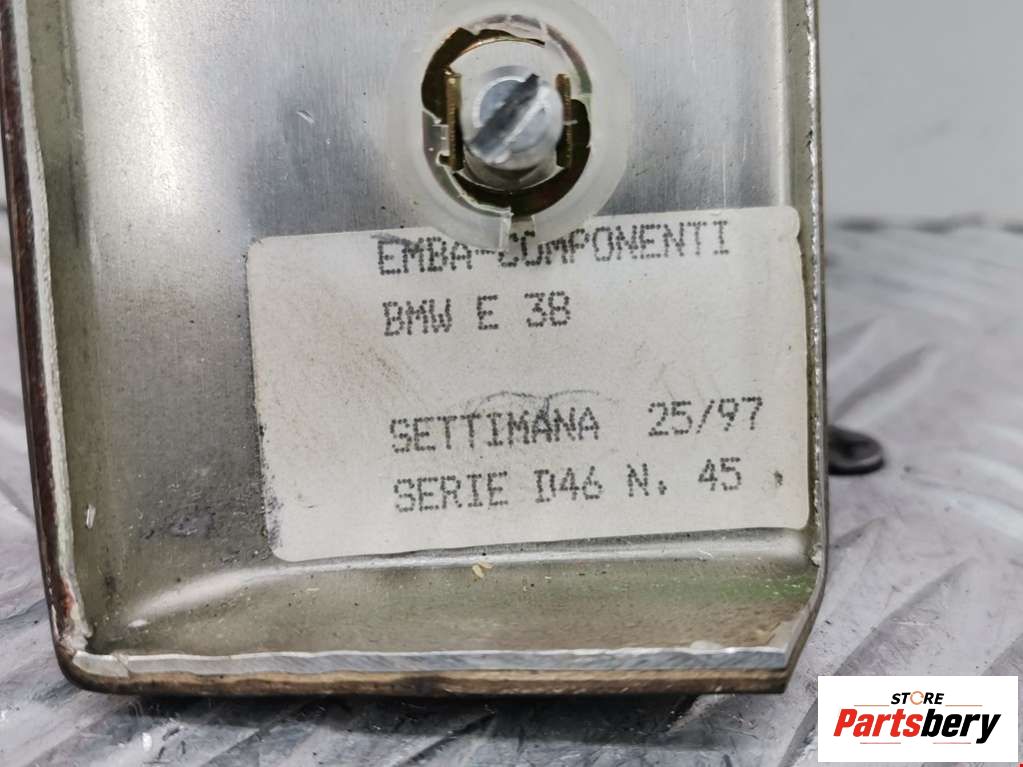 EMBA-COMPONENTI
BMW E 38
SETTIMANA 25/97
SERIE D46 N. 45
STORE
Partsbery